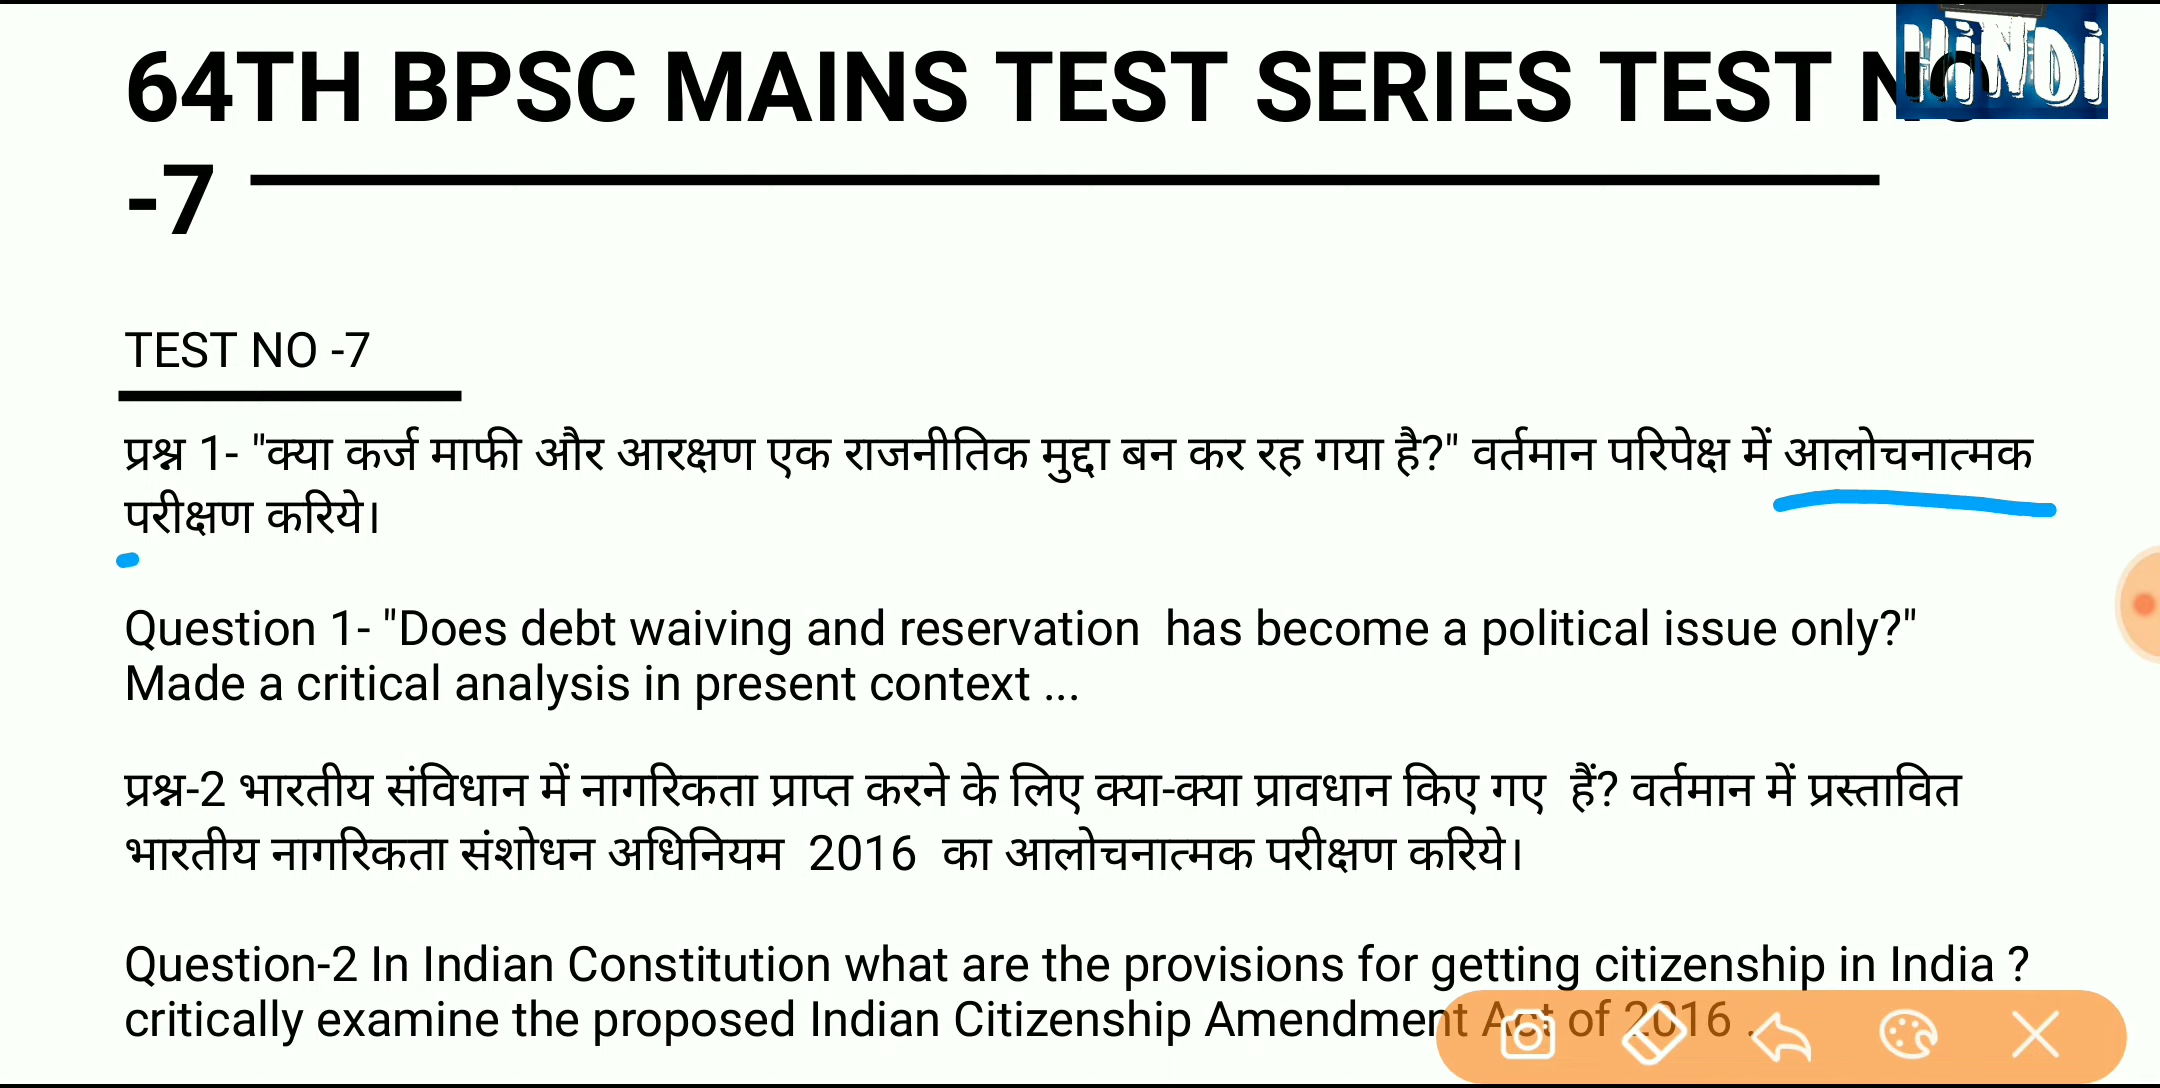 64TH BPSC MAINS TEST SERIES TEST NO
HiNDi
-7
TEST NO -7
प्रश्न 1- "क्या कर्ज माफी और आरक्षण एक राजनीतिक मुद्दा बन कर रह गया है?" वर्तमान परिपेक्ष में आलोचनात्मक
परीक्षण करिये।
Question 1- "Does debt waiving and reservation has become a political issue only?"
Made a critical analysis in present context ...
प्रश्न-2 भारतीय संविधान में नागरिकता प्राप्त करने के लिए क्या-क्या प्रावधान किए गए हैं? वर्तमान में प्रस्तावित
भारतीय नागरिकता संशोधन अधिनियम 2016 का आलोचनात्मक परीक्षण करिये।
Question-2 In Indian Constitution what are the provisions for getting citizenship in India ?
critically examine the proposed Indian Citizenship Amendment Act of 2016 .